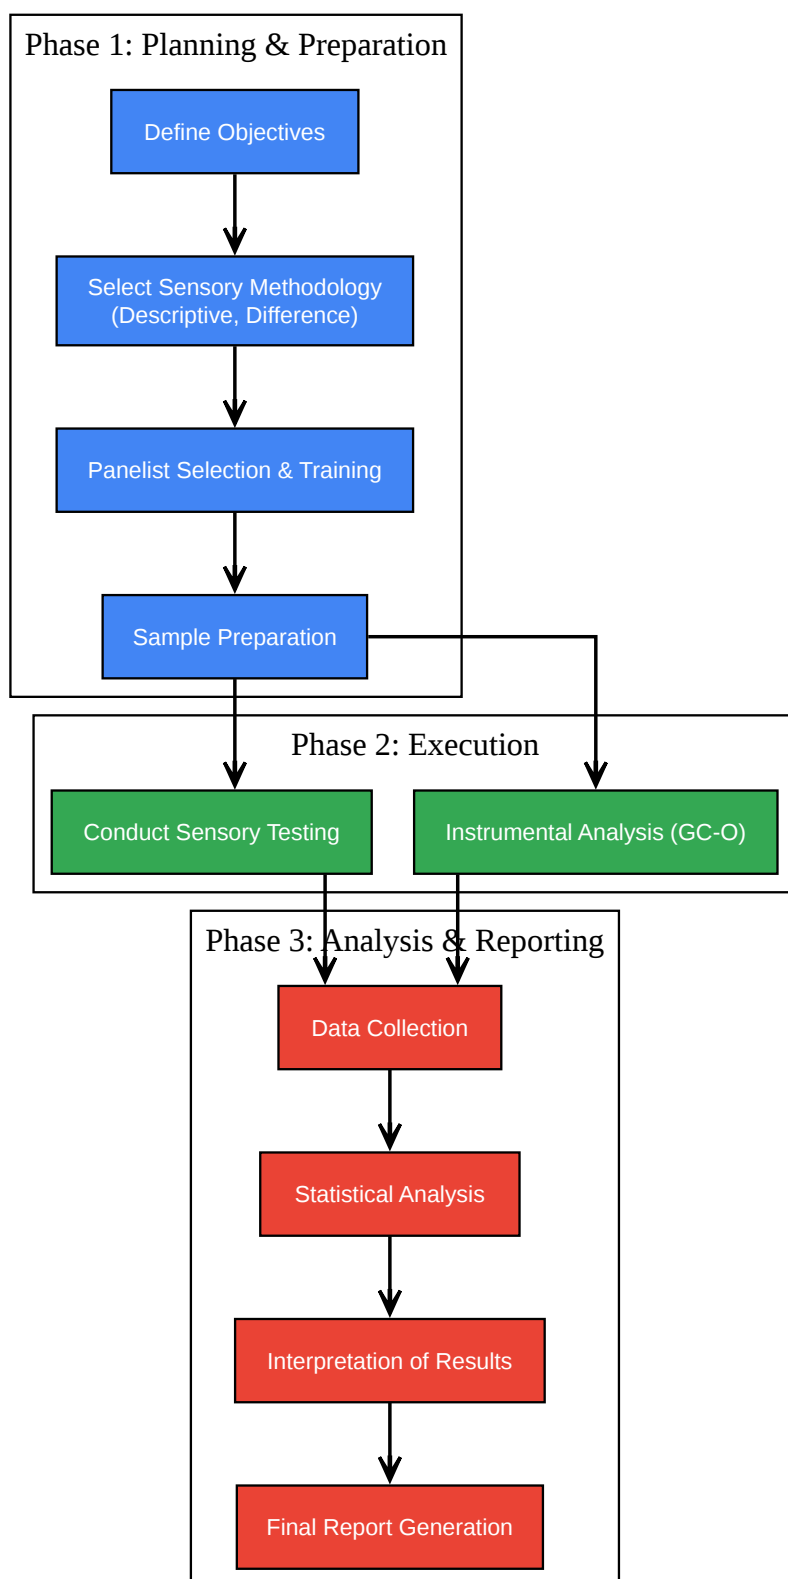 Phase 1: Planning & Preparation
Define Objectives
Select Sensory Methodology
(Descriptive, Difference)
Panelist Selection & Training
Sample Preparation
Phase 2: Execution
Conduct Sensory Testing
Instrumental Analysis (GC-O)
Phase 3: Analysis & Reporting
Data Collection
Statistical Analysis
Interpretation of Results
Final Report Generation